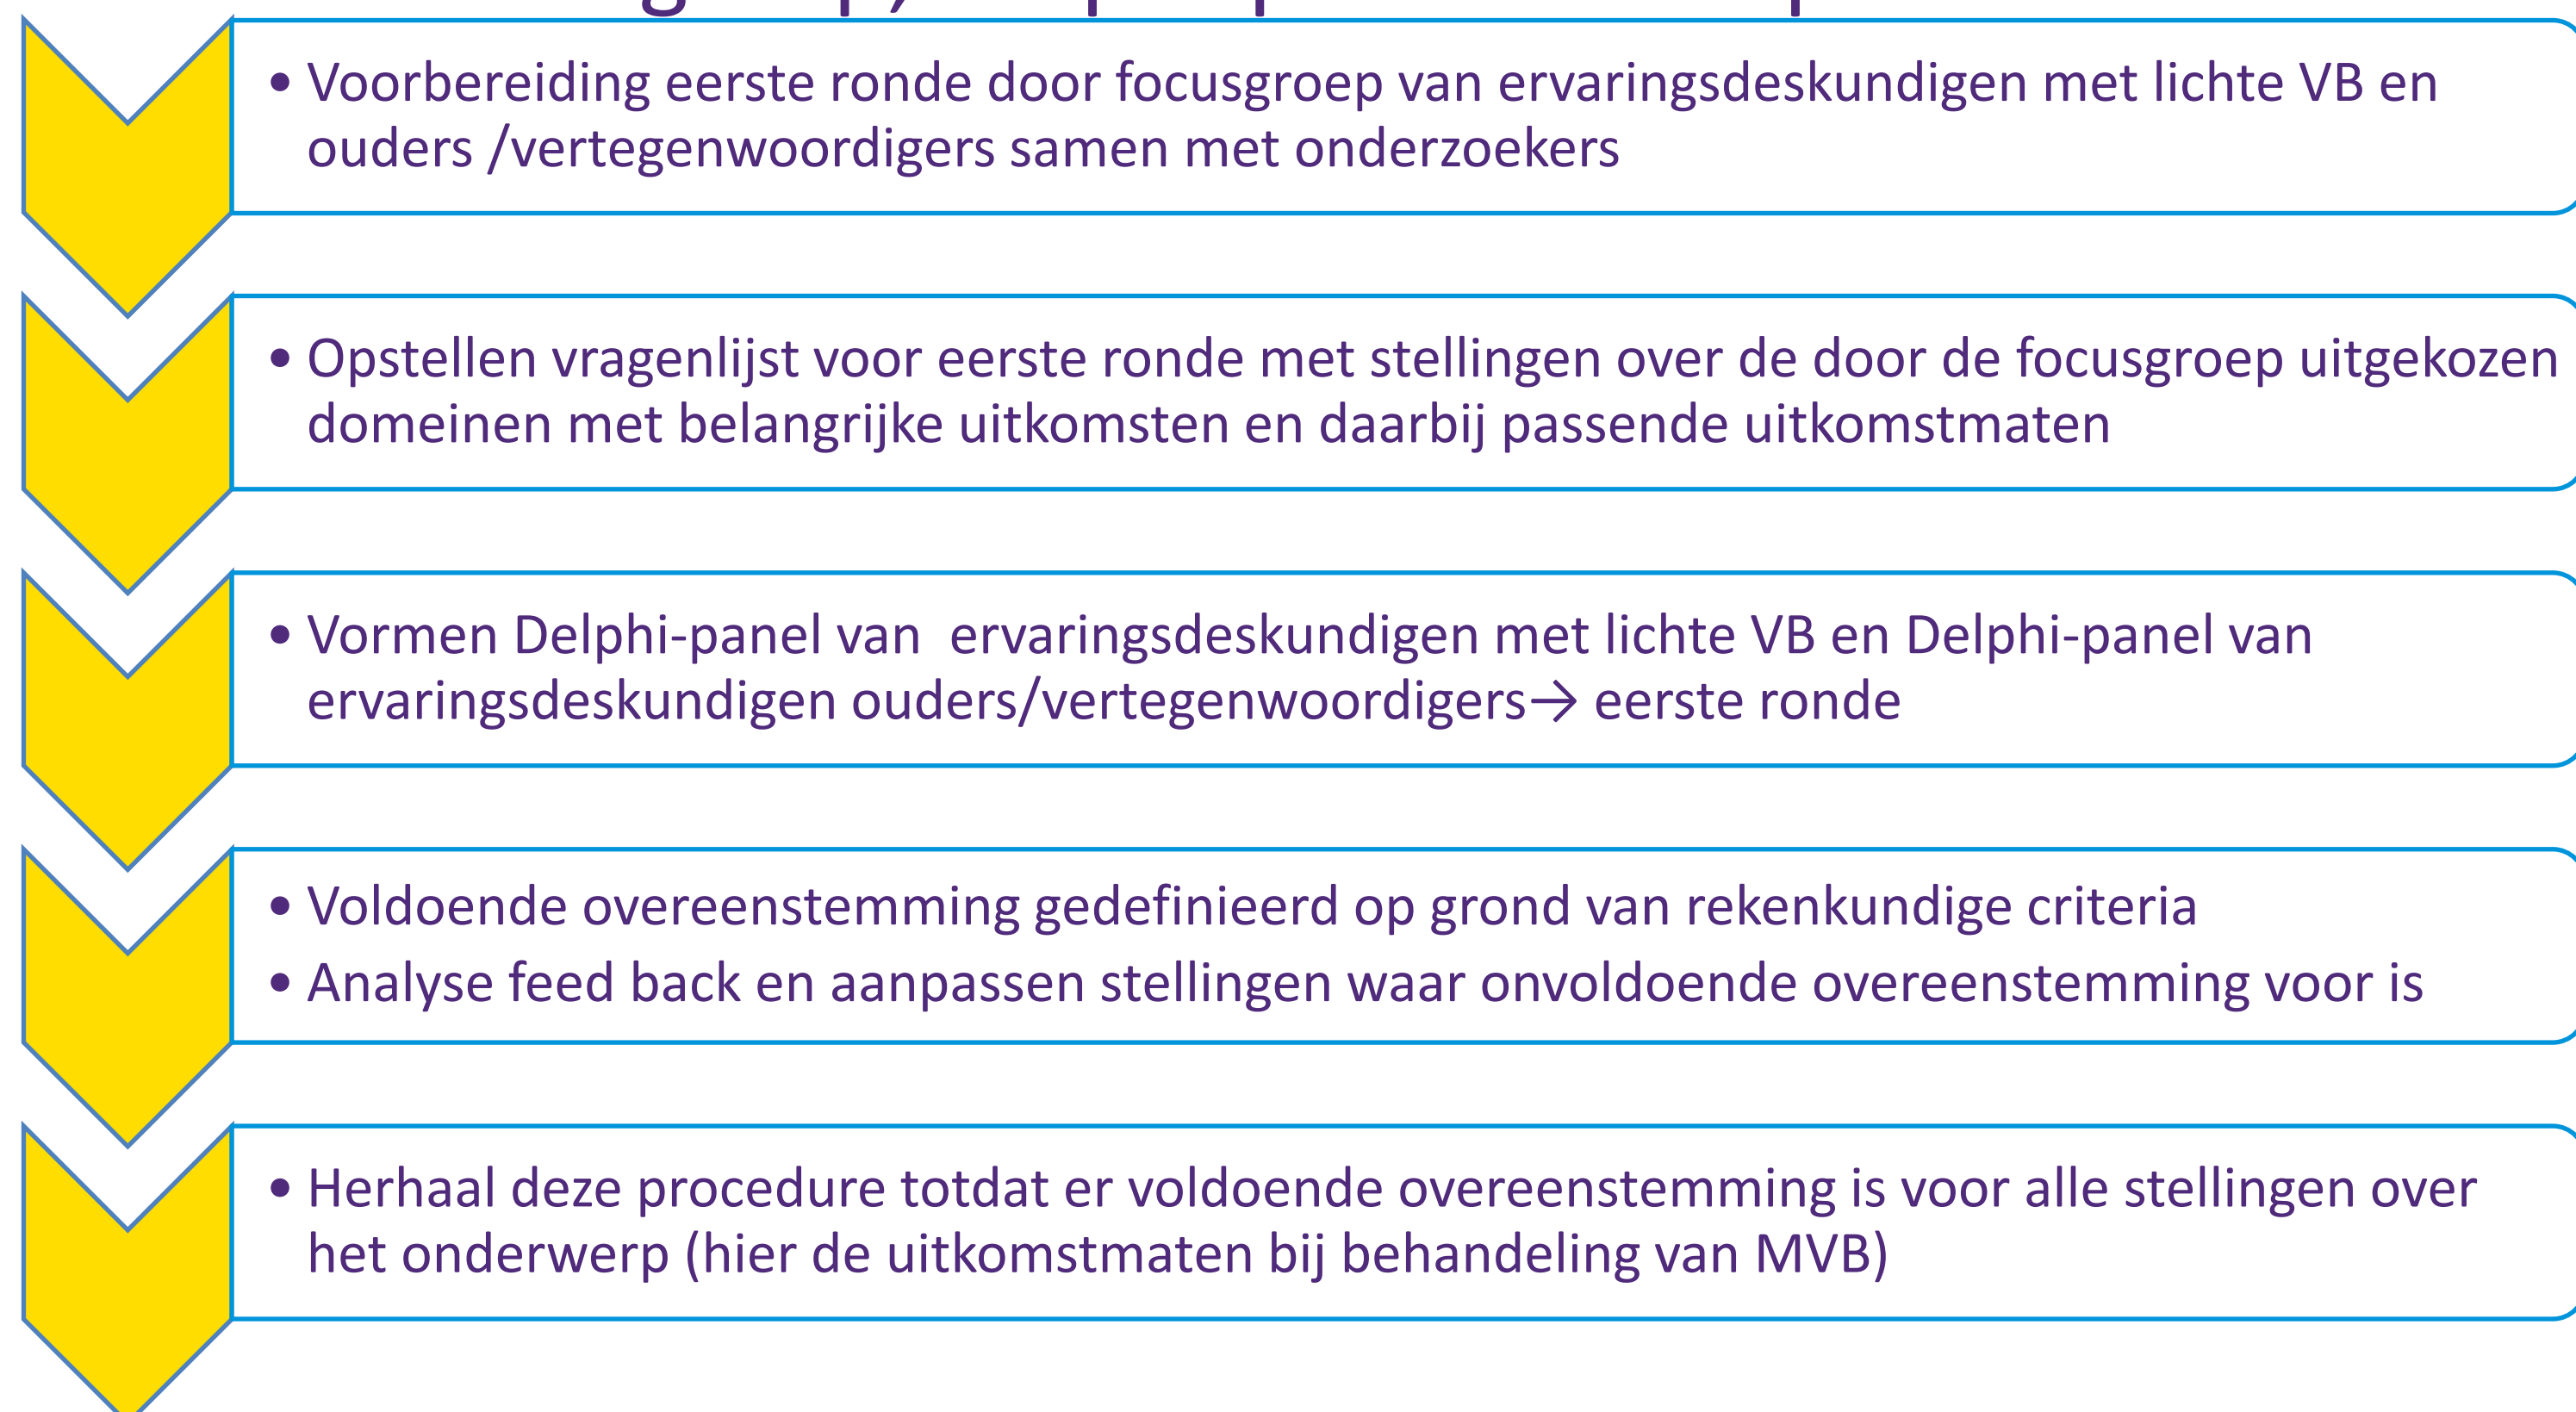 • Voorbereiding eerste ronde door focusgroep van ervaringsdeskundigen met lichte VB en
ouders /vertegenwoordigers samen met onderzoekers
• Opstellen vragenlijst voor eerste ronde met stellingen over de door de focusgroep uitgekozen
domeinen met belangrijke uitkomsten en daarbij passende uitkomstmaten
• Vormen Delphi-panel van  ervaringsdeskundigen met lichte VB en Delphi-panel van
ervaringsdeskundigen ouders/vertegenwoordigers→ eerste ronde
• Voldoende overeenstemming gedefinieerd op grond van rekenkundige criteria
• Analyse feed back en aanpassen stellingen waar onvoldoende overeenstemming voor is
• Herhaal deze procedure totdat er voldoende overeenstemming is voor alle stellingen over
het onderwerp (hier de uitkomstmaten bij behandeling van MVB)